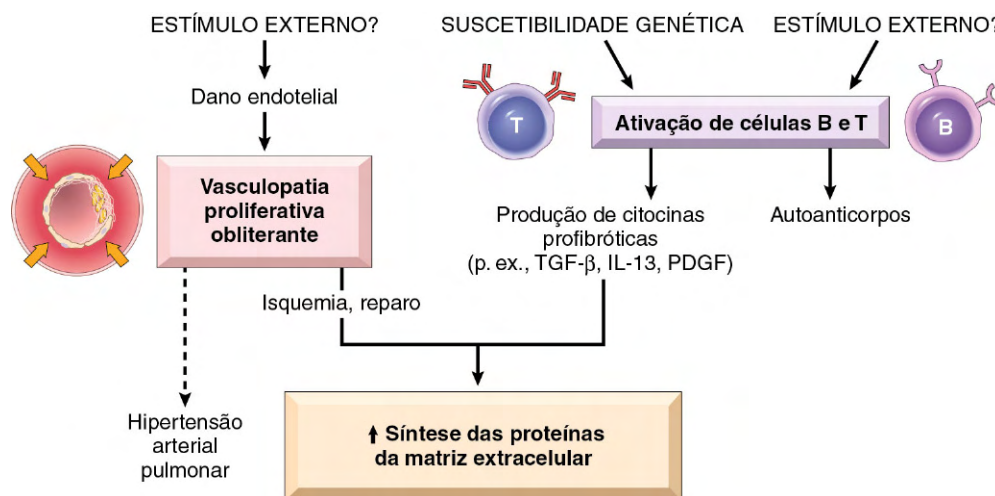 ESTÍMULO EXTERNO?
Dano endotelial
Vasculopatia
proliferativa
obliterante
Isquemia, reparo
Hipertensão
arterial
pulmonar
SUSCETIBILIDADE GENÉTICA
ESTÍMULO EXTERNO?
T
Ativação de células B e T
B
Produção de citocinas
profibróticas
(p. ex., TGF-β, IL-13, PDGF)
Autoanticorpos
⬆ Síntese das proteínas
da matriz extracelular